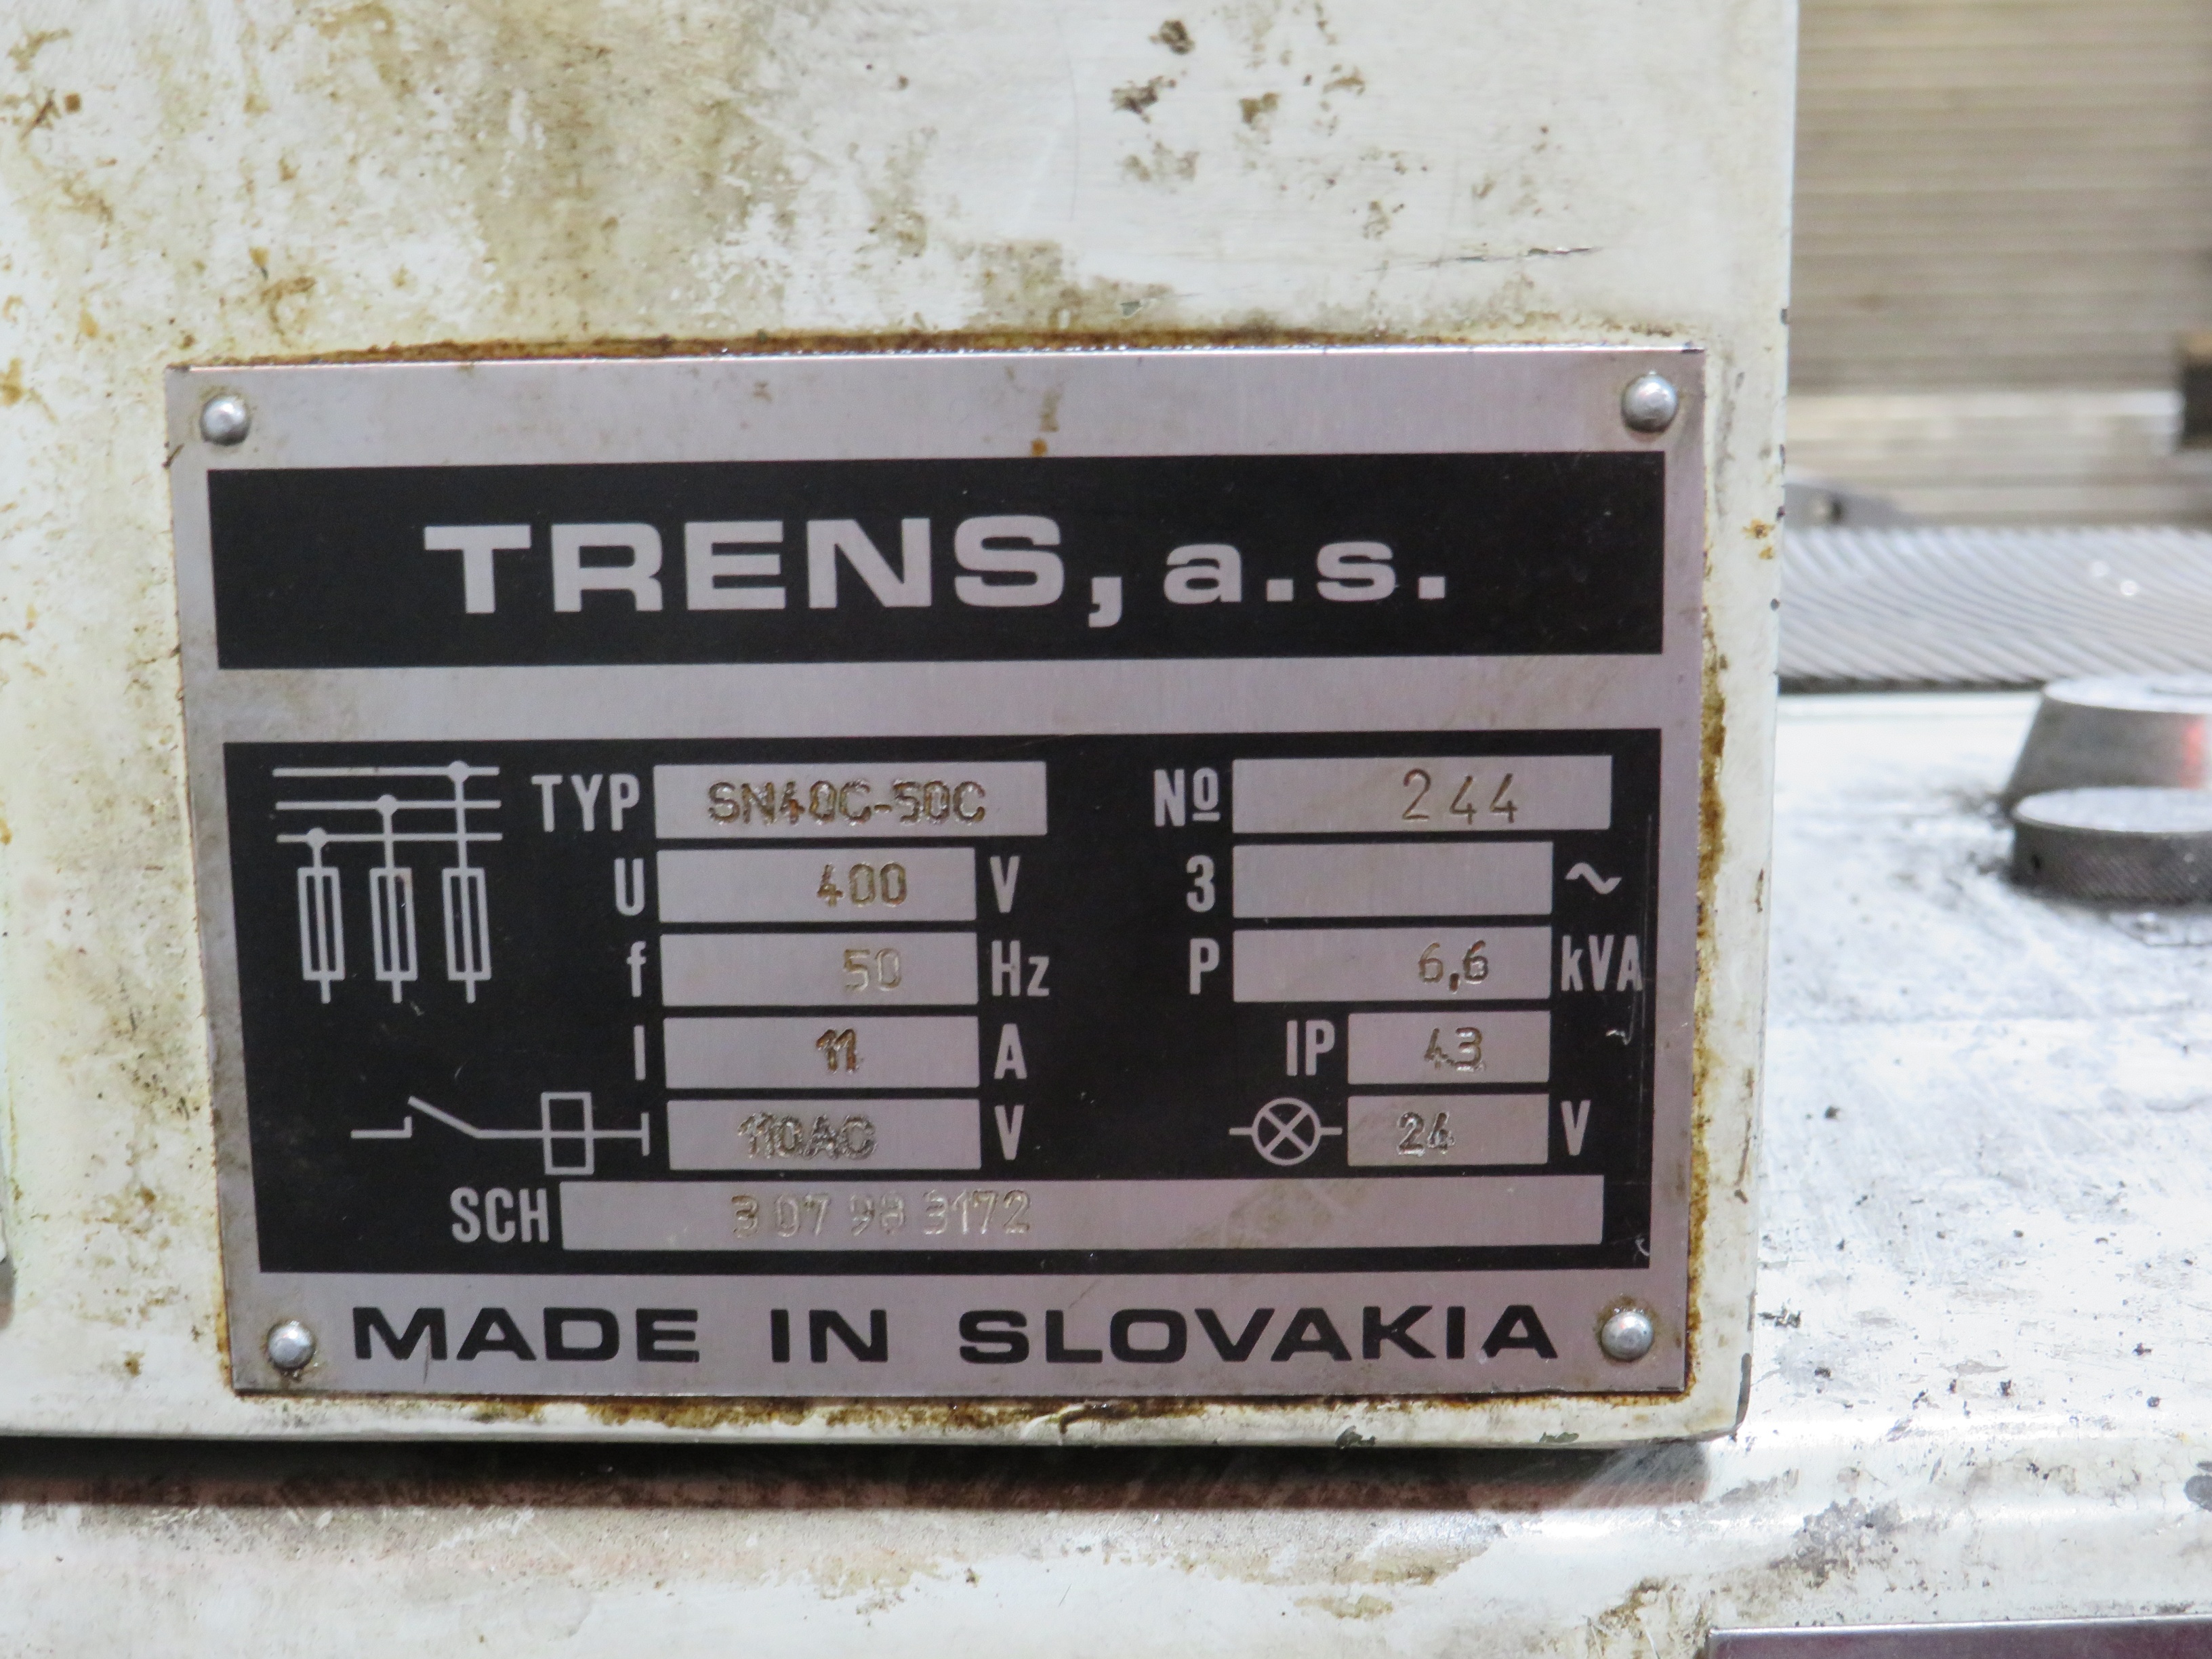 TRENS, a.s.
TYP SN40C-50C Nº 244
U 400 V 3 ~
f 50 Hz P 6,6 kVA
I 11 A IP 43
110AC V 24 V
SCH 3 07 98 3172
MADE IN SLOVAKIA